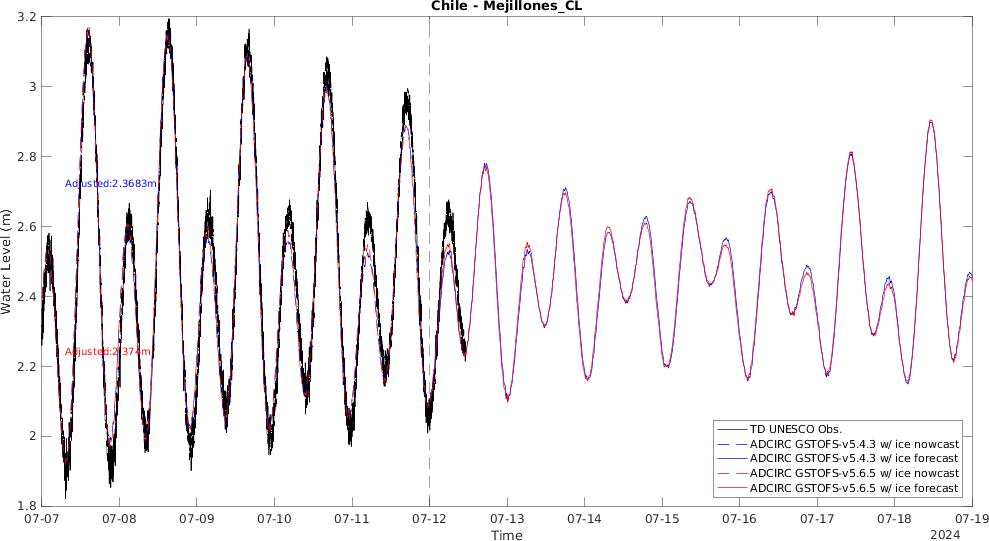 Chile - Mejillones_CL
3.2
3
2.8
2.6
2.4
2.2
2
1.8
Water Level (m)
Adjusted:2.3683m
Adjusted:2.374m
TD UNESCO Obs.
ADCIRC GSTOFS-v5.4.3 w/ ice nowcast
ADCIRC GSTOFS-v5.4.3 w/ ice forecast
ADCIRC GSTOFS-v5.6.5 w/ ice nowcast
ADCIRC GSTOFS-v5.6.5 w/ ice forecast
07-07 07-08 07-09 07-10 07-11 07-12 07-13 07-14 07-15 07-16 07-17 07-18 07-19
Time
2024